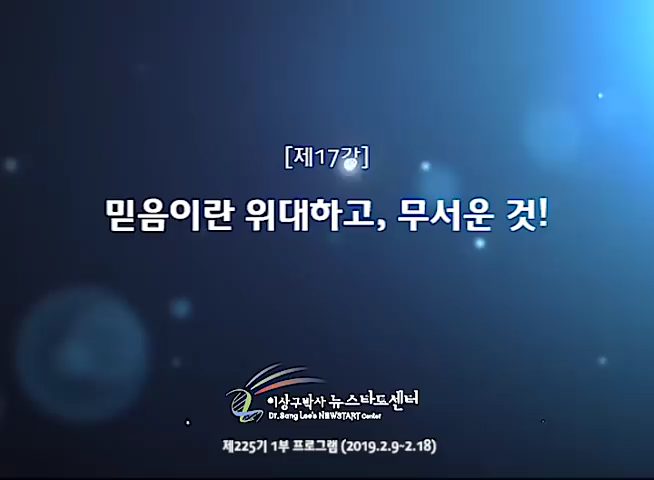 [제17강]
믿음이란 위대하고, 무서운 것!
이상구박사 뉴스타트센터
Dr. Sang Lee's NEWSTART Center
제225기 1부 프로그램 (2019.2.9~2.18)